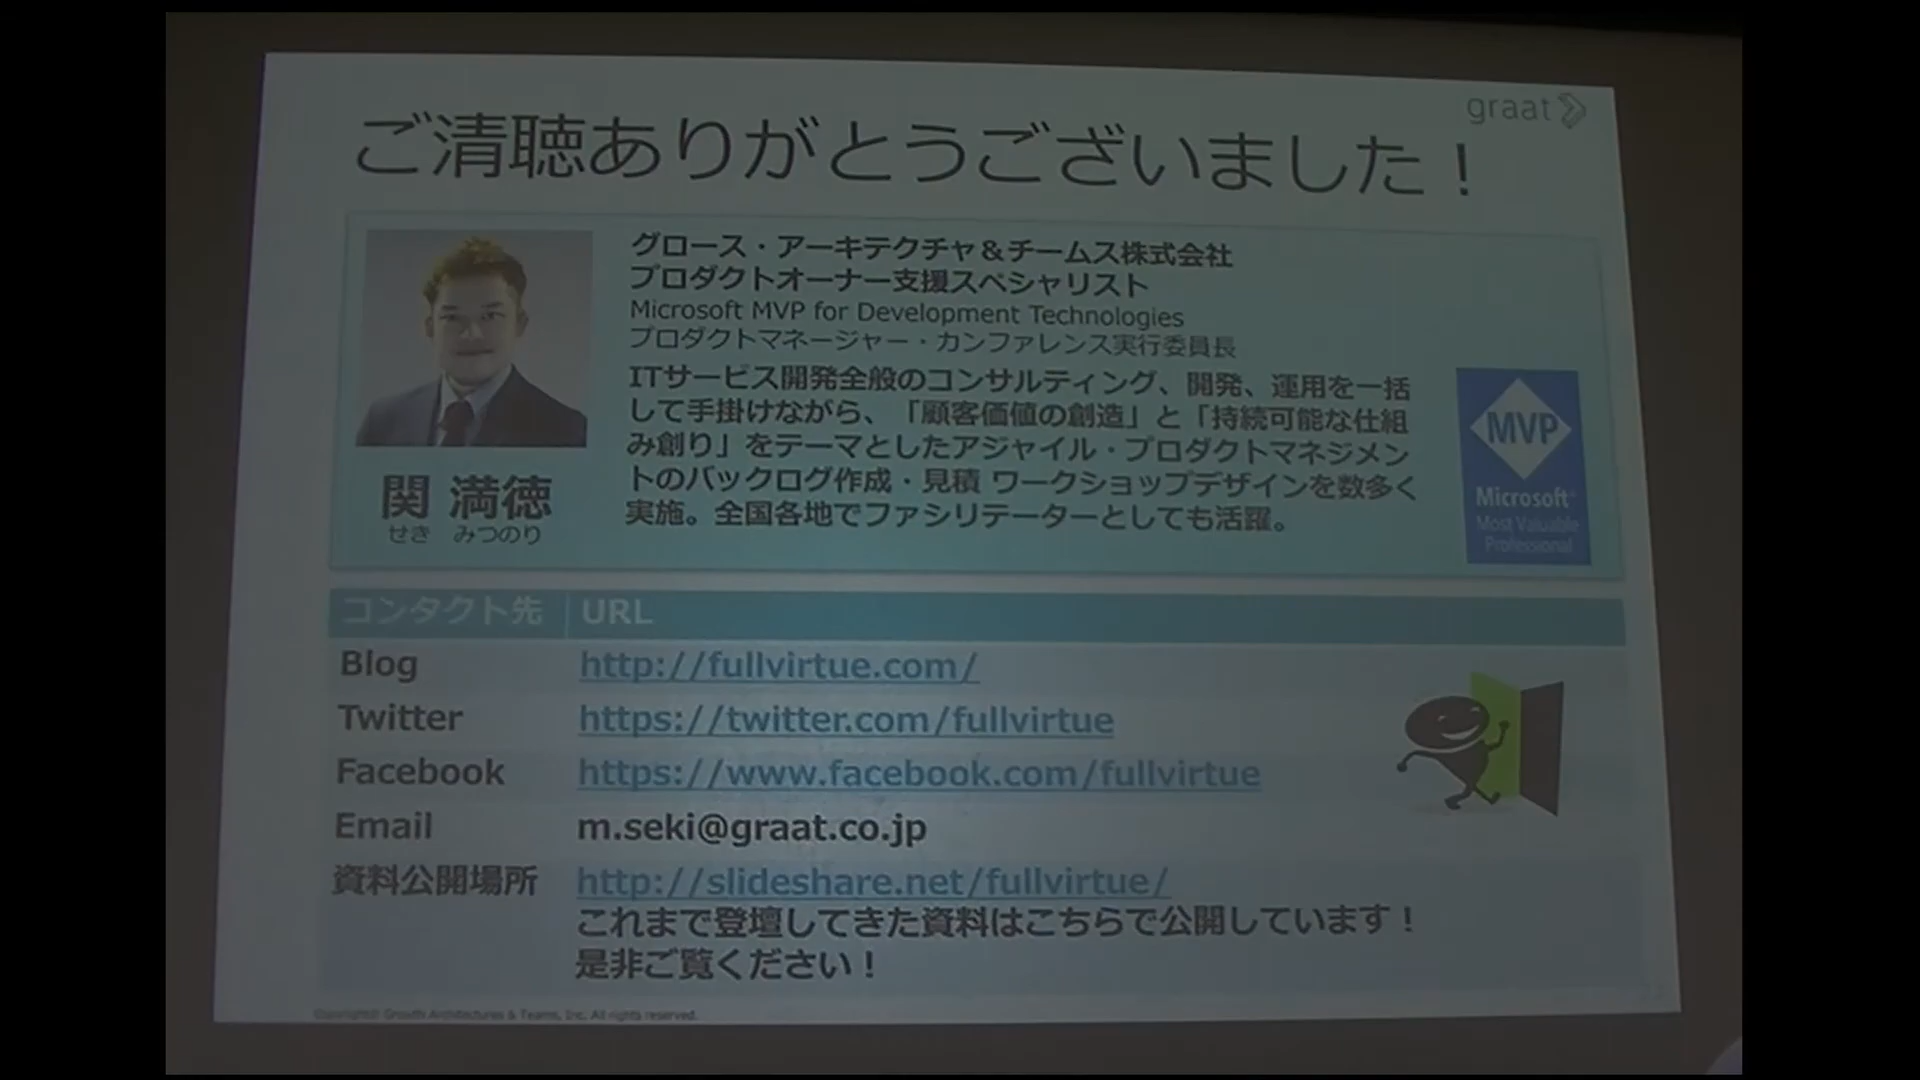 graat
ご清聴ありがとうございました！
グロース・アーキテクチャ＆チームス株式会社
プロダクトオーナー支援スペシャリスト
Microsoft MVP for Development Technologies
プロダクトマネージャー・カンファレンス実行委員長
ITサービス開発全般のコンサルティング、開発、運用を一括
して手掛けながら、「顧客価値の創造」と「持続可能な仕組
み創り」をテーマとしたアジャイル・プロダクトマネジメン
トのバックログ作成・見積 ワークショップデザインを数多く
実施。全国各地でファシリテーターとしても活躍。
関 満徳
せき みつのり
MVP
Microsoft®
Most Valuable
Professional
コンタクト先 URL
Blog http://fullvirtue.com/
Twitter https://twitter.com/fullvirtue
Facebook https://www.facebook.com/fullvirtue
Email m.seki@graat.co.jp
資料公開場所 http://slideshare.net/fullvirtue/
これまで登壇してきた資料はこちらで公開しています！
是非ご覧ください！
Copyright© Growth Architectures & Teams, Inc. All rights reserved.